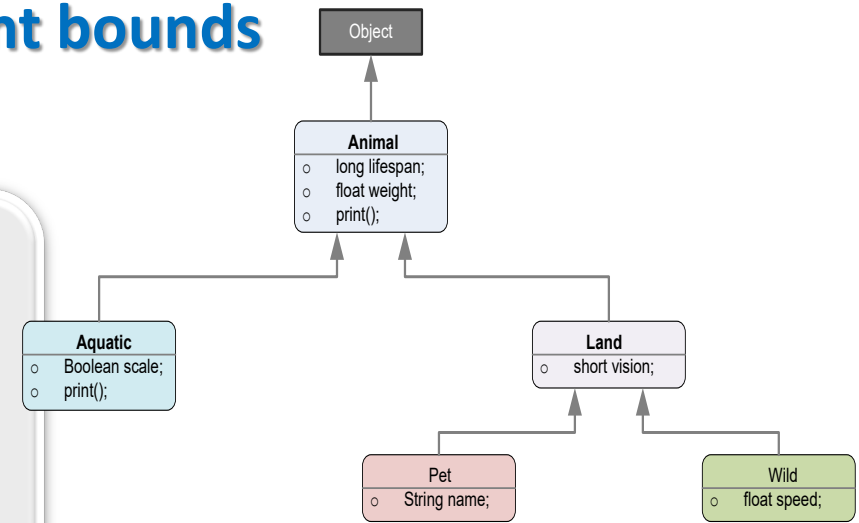 nt bounds
Object
Animal
○ long lifespan;
○ float weight;
○ print();
Aquatic
○ Boolean scale;
○ print();
Land
○ short vision;
Pet
○ String name;
Wild
○ float speed;